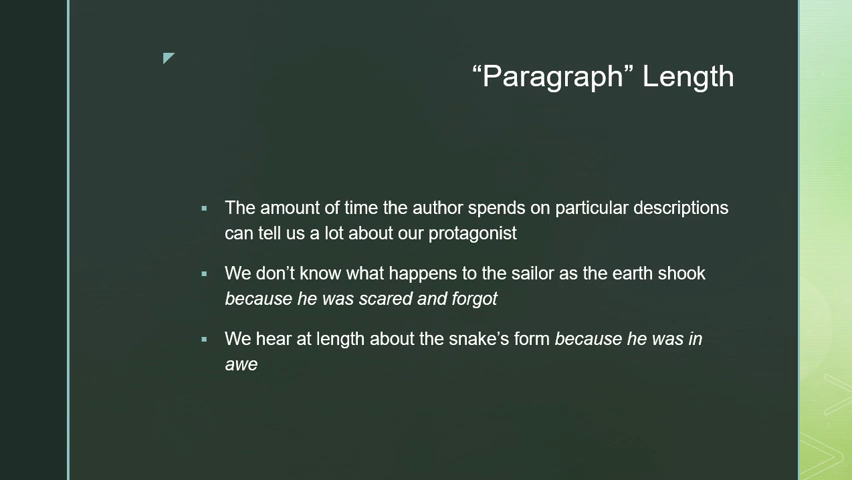 “Paragraph” Length
▪ The amount of time the author spends on particular descriptions
can tell us a lot about our protagonist
▪ We don’t know what happens to the sailor as the earth shook
because he was scared and forgot
▪ We hear at length about the snake’s form because he was in
awe